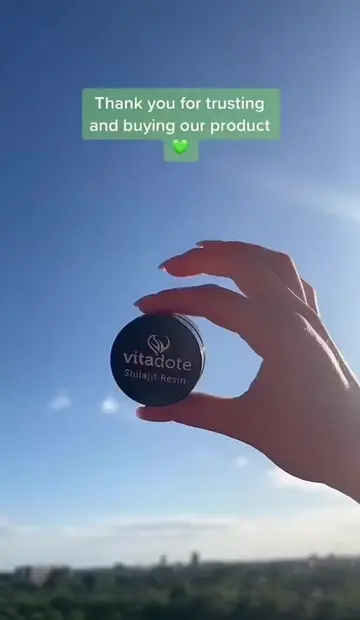 Thank you for trusting
and buying our product
💚
vitadote
Shilajit Resin